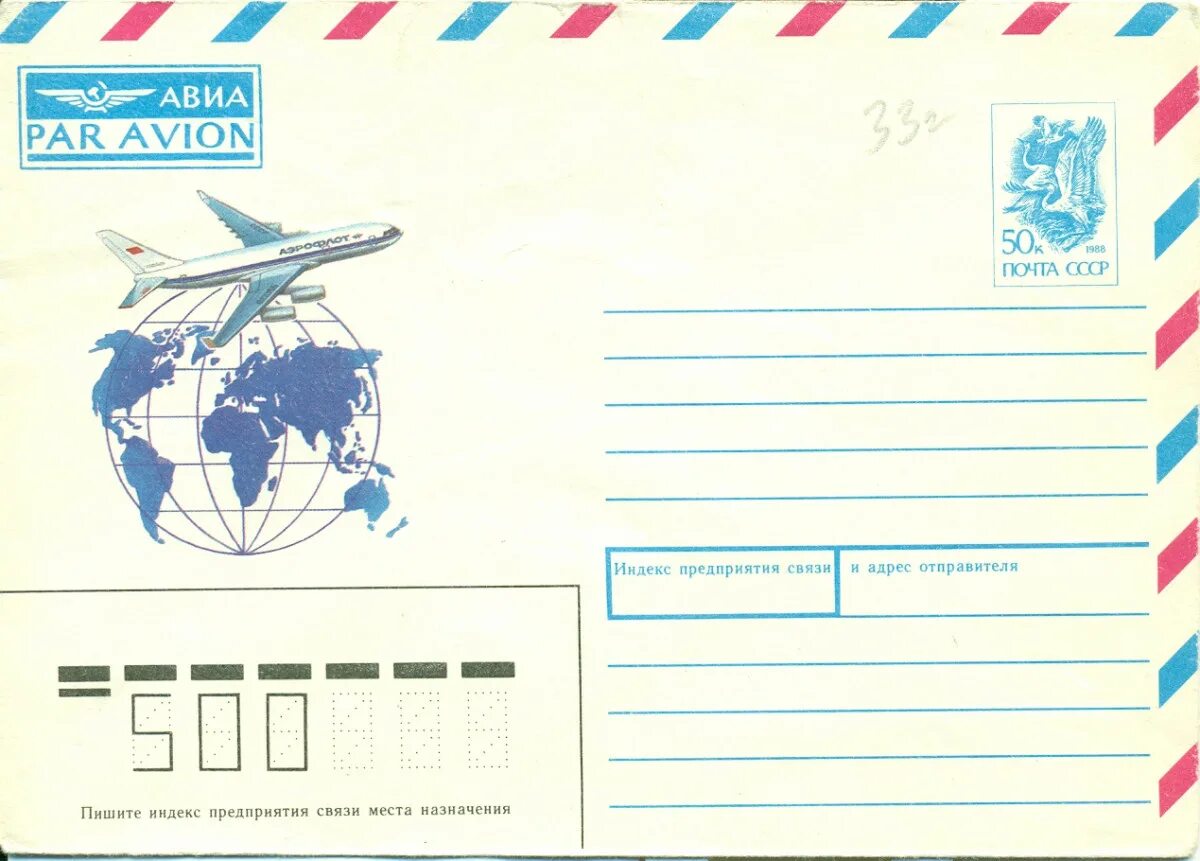 АВИА
PAR AVION
33г
АЭРОФЛОТ
50 к 1988
ПОЧТА СССР
Индекс предприятия связи и адрес отправителя
500
Пишите индекс предприятия связи места назначения